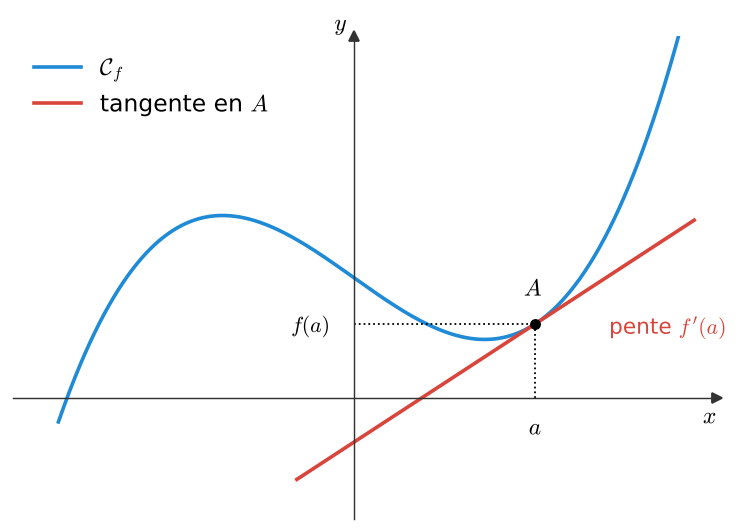 y
𝒞_f
tangente en A
A
f(a)
pente f′(a)
x
a